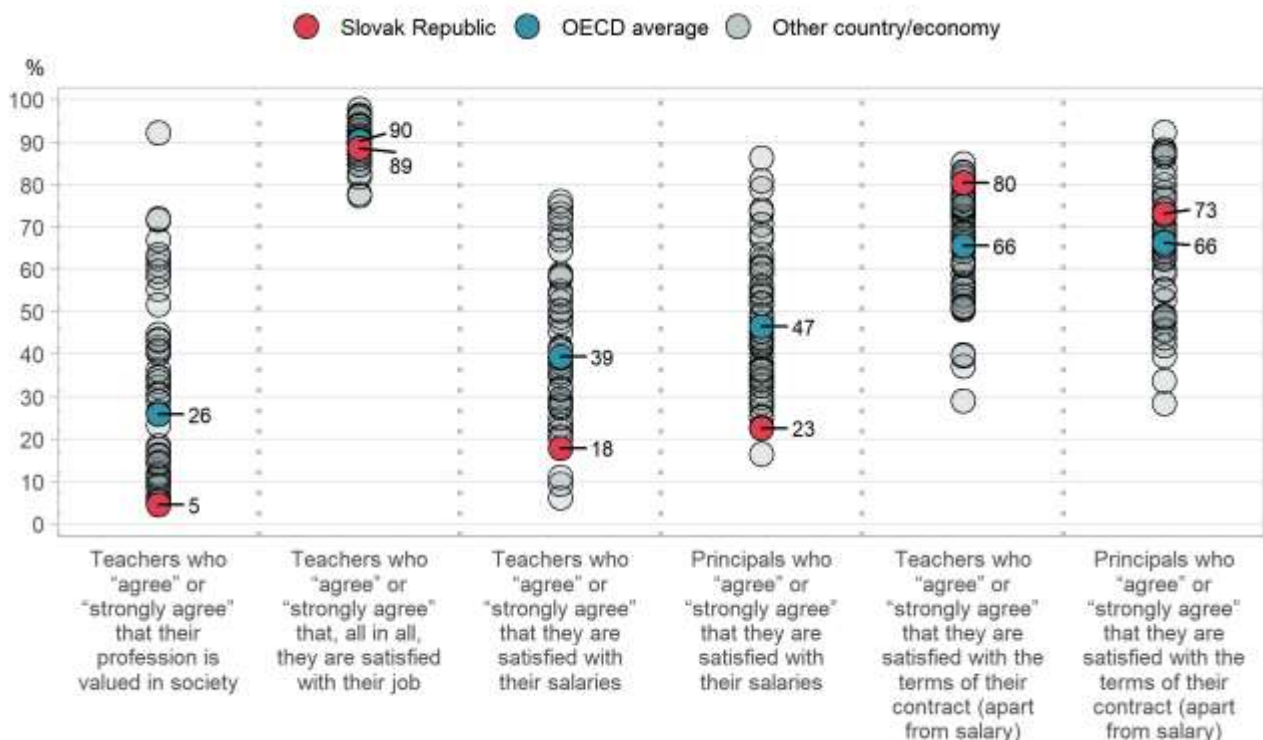 Slovak Republic OECD average Other country/economy
%
100
90
80
70
60
50
40
30
20
10
0
26
5
90
89
39
18
47
23
80
66
73
66
Teachers who
“agree” or
“strongly agree”
that their
profession is
valued in society
Teachers who
“agree” or
“strongly agree”
that, all in all,
they are satisfied
with their job
Teachers who
“agree” or
“strongly agree”
that they are
satisfied with
their salaries
Principals who
“agree” or
“strongly agree”
that they are
satisfied with
their salaries
Teachers who
“agree” or
“strongly agree”
that they are
satisfied with the
terms of their
contract (apart
from salary)
Principals who
“agree” or
“strongly agree”
that they are
satisfied with the
terms of their
contract (apart
from salary)